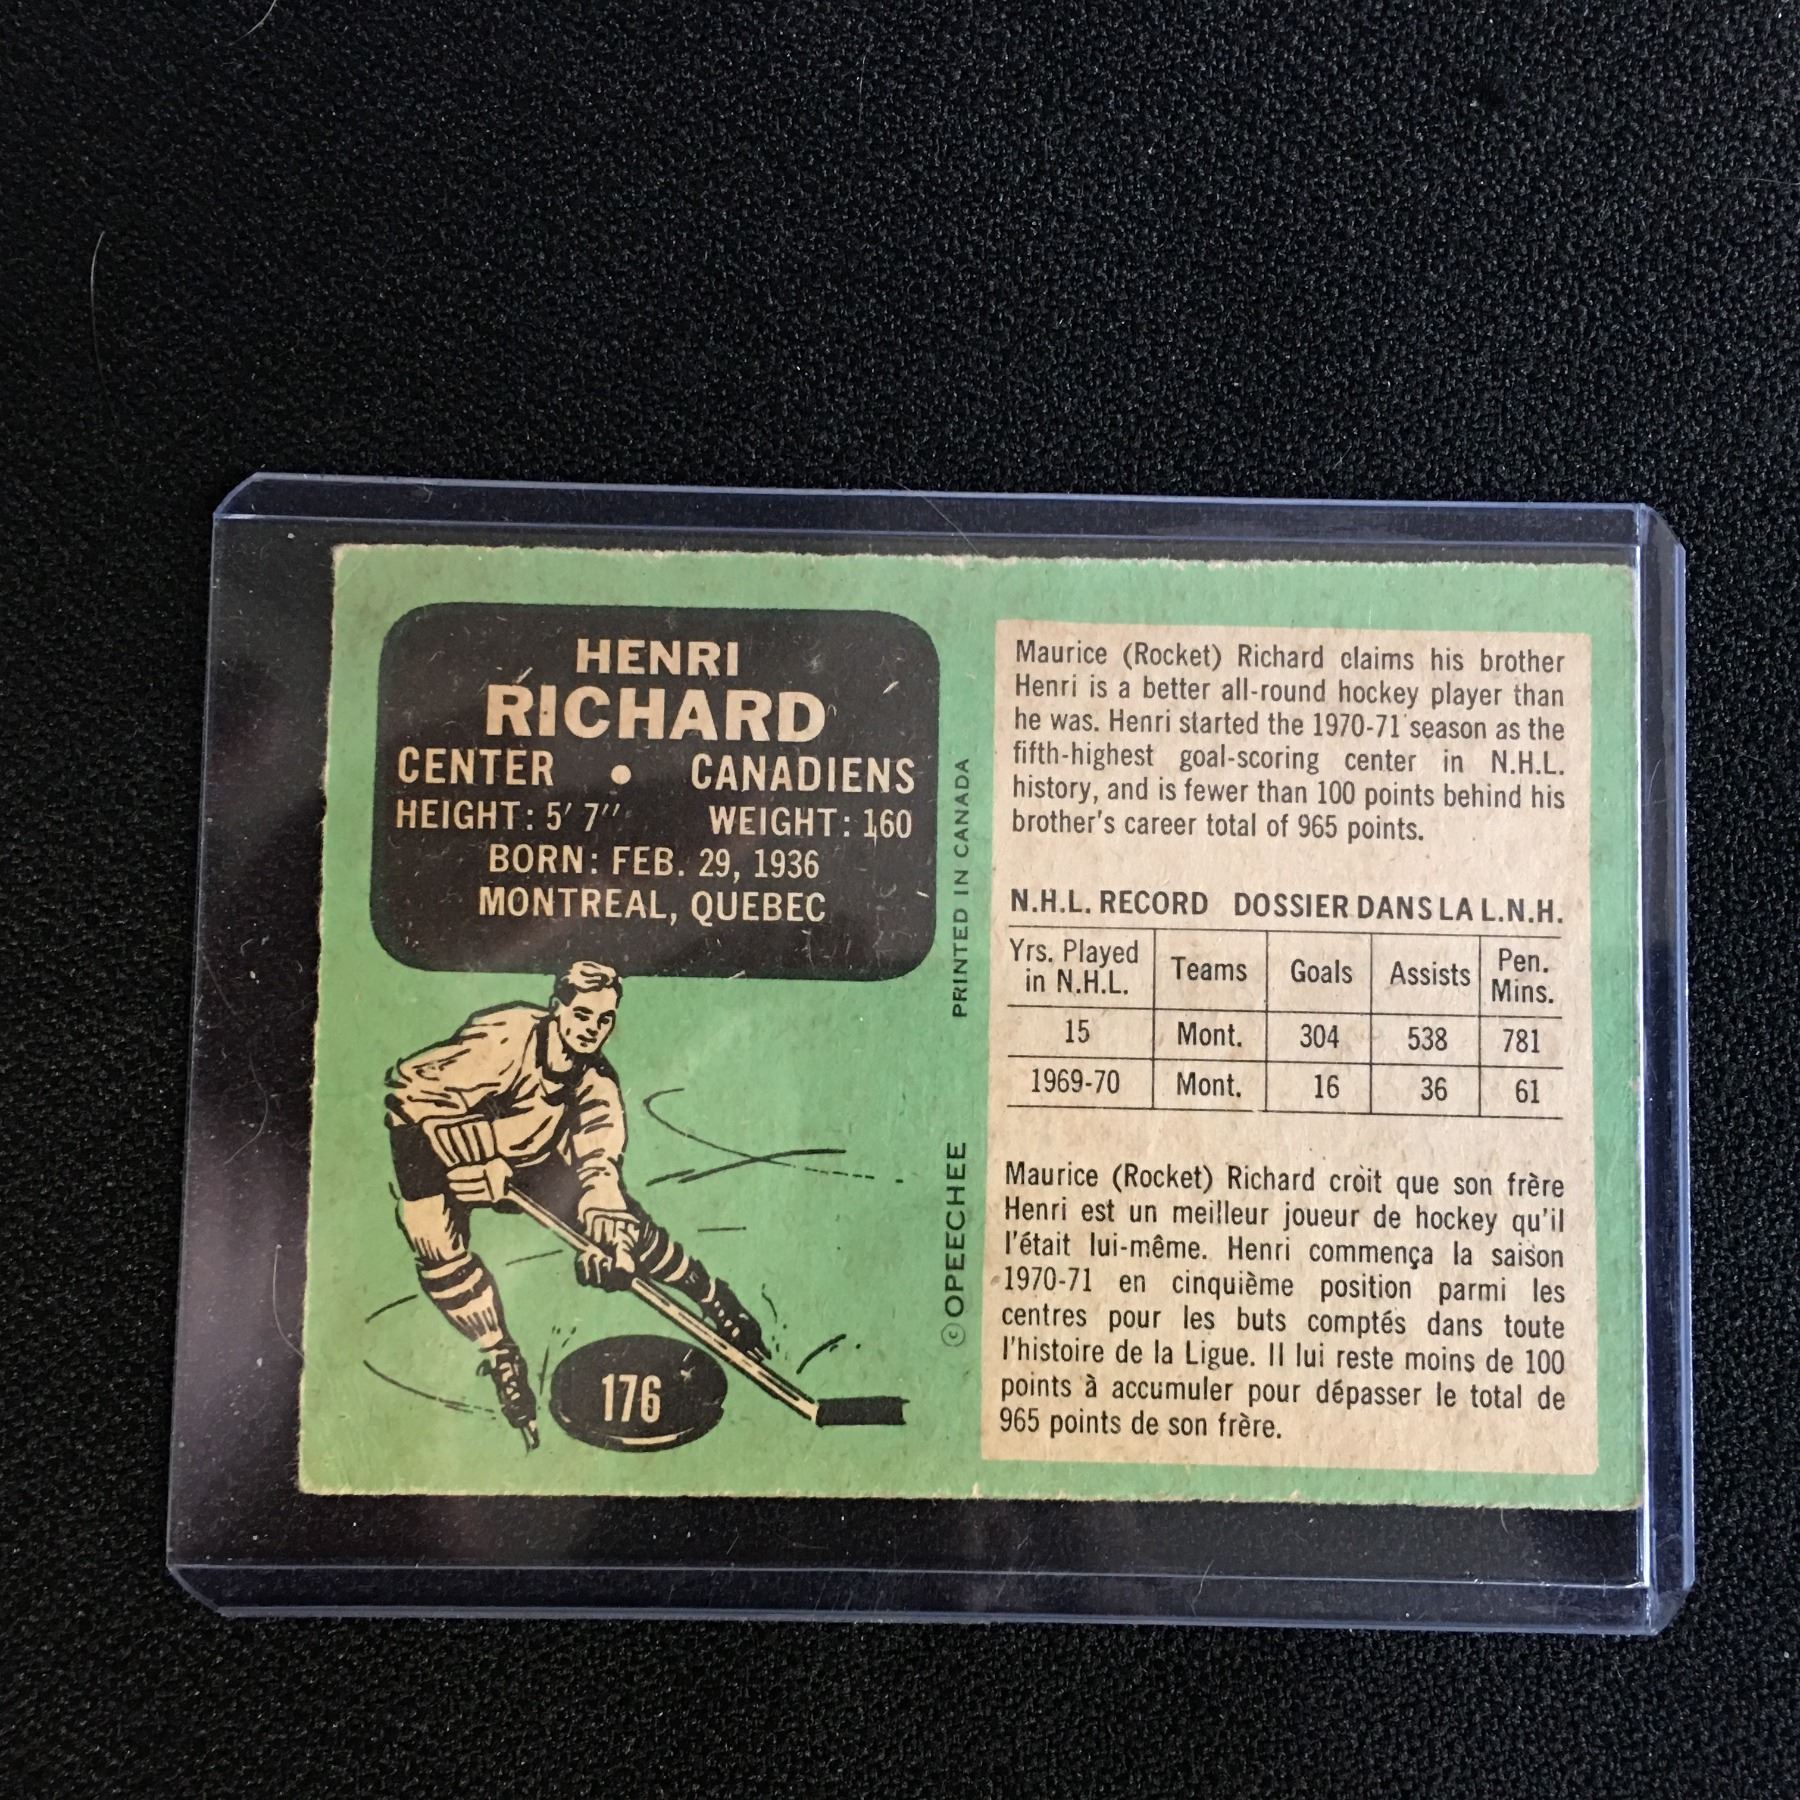 HENRI
RICHARD
CENTER • CANADIENS
HEIGHT: 5' 7" WEIGHT: 160
BORN: FEB. 29, 1936
MONTREAL, QUEBEC
176
© OPEECHEE PRINTED IN CANADA
Maurice (Rocket) Richard claims his brother
Henri is a better all-round hockey player than
he was. Henri started the 1970-71 season as the
fifth-highest goal-scoring center in N.H.L.
history, and is fewer than 100 points behind his
brother's career total of 965 points.
N.H.L. RECORD DOSSIER DANS LA L.N.H.
Yrs. Played in N.H.L. Teams Goals Assists Pen. Mins.
15 Mont. 304 538 781
1969-70 Mont. 16 36 61
Maurice (Rocket) Richard croit que son frère
Henri est un meilleur joueur de hockey qu'il
l'était lui-même. Henri commença la saison
1970-71 en cinquième position parmi les
centres pour les buts comptés dans toute
l'histoire de la Ligue. Il lui reste moins de 100
points à accumuler pour dépasser le total de
965 points de son frère.